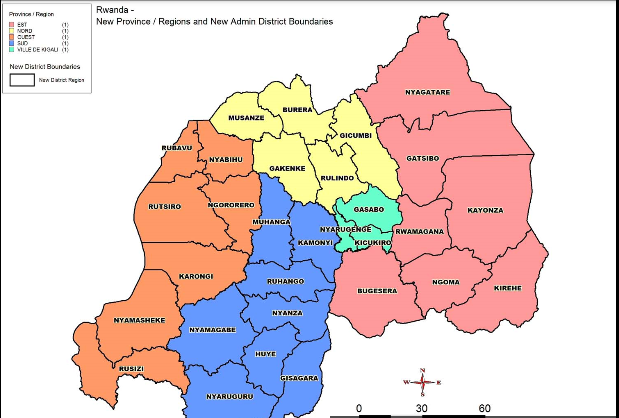 Rwanda -
New Province / Regions and New Admin District Boundaries
Province / Region
EST (1)
NORD (1)
OUEST (1)
SUD (1)
VILLE DE KIGALI (1)
New District Boundaries
New District Region
NYAGATARE
BURERA
MUSANZE
GICUMBI
RUBAVU
NYABIHU
GAKENKE
GATSIBO
RULINDO
RUTSIRO
NGORORERO
GASABO
KAYONZA
MUHANGA
NYARUGENGE
RWAMAGANA
KAMONYI
KICUKIRO
KARONGI
RUHANGO
BUGESERA
NGOMA
KIREHE
NYANZA
NYAMASHEKE
NYAMAGABE
HUYE
RUSIZI
GISAGARA
NYARUGURU
N
W E
S
0 30 60